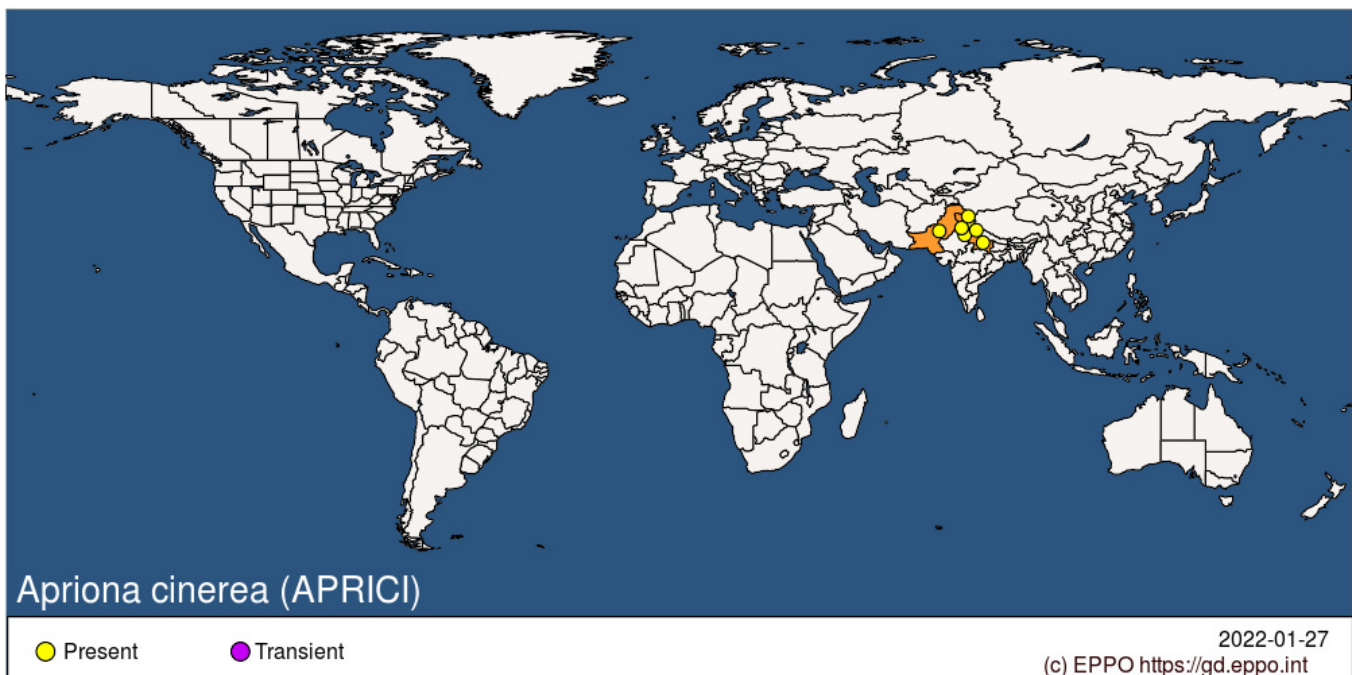 Apriona cinerea (APRICI)
Present
Transient
2022-01-27
(c) EPPO https://gd.eppo.int